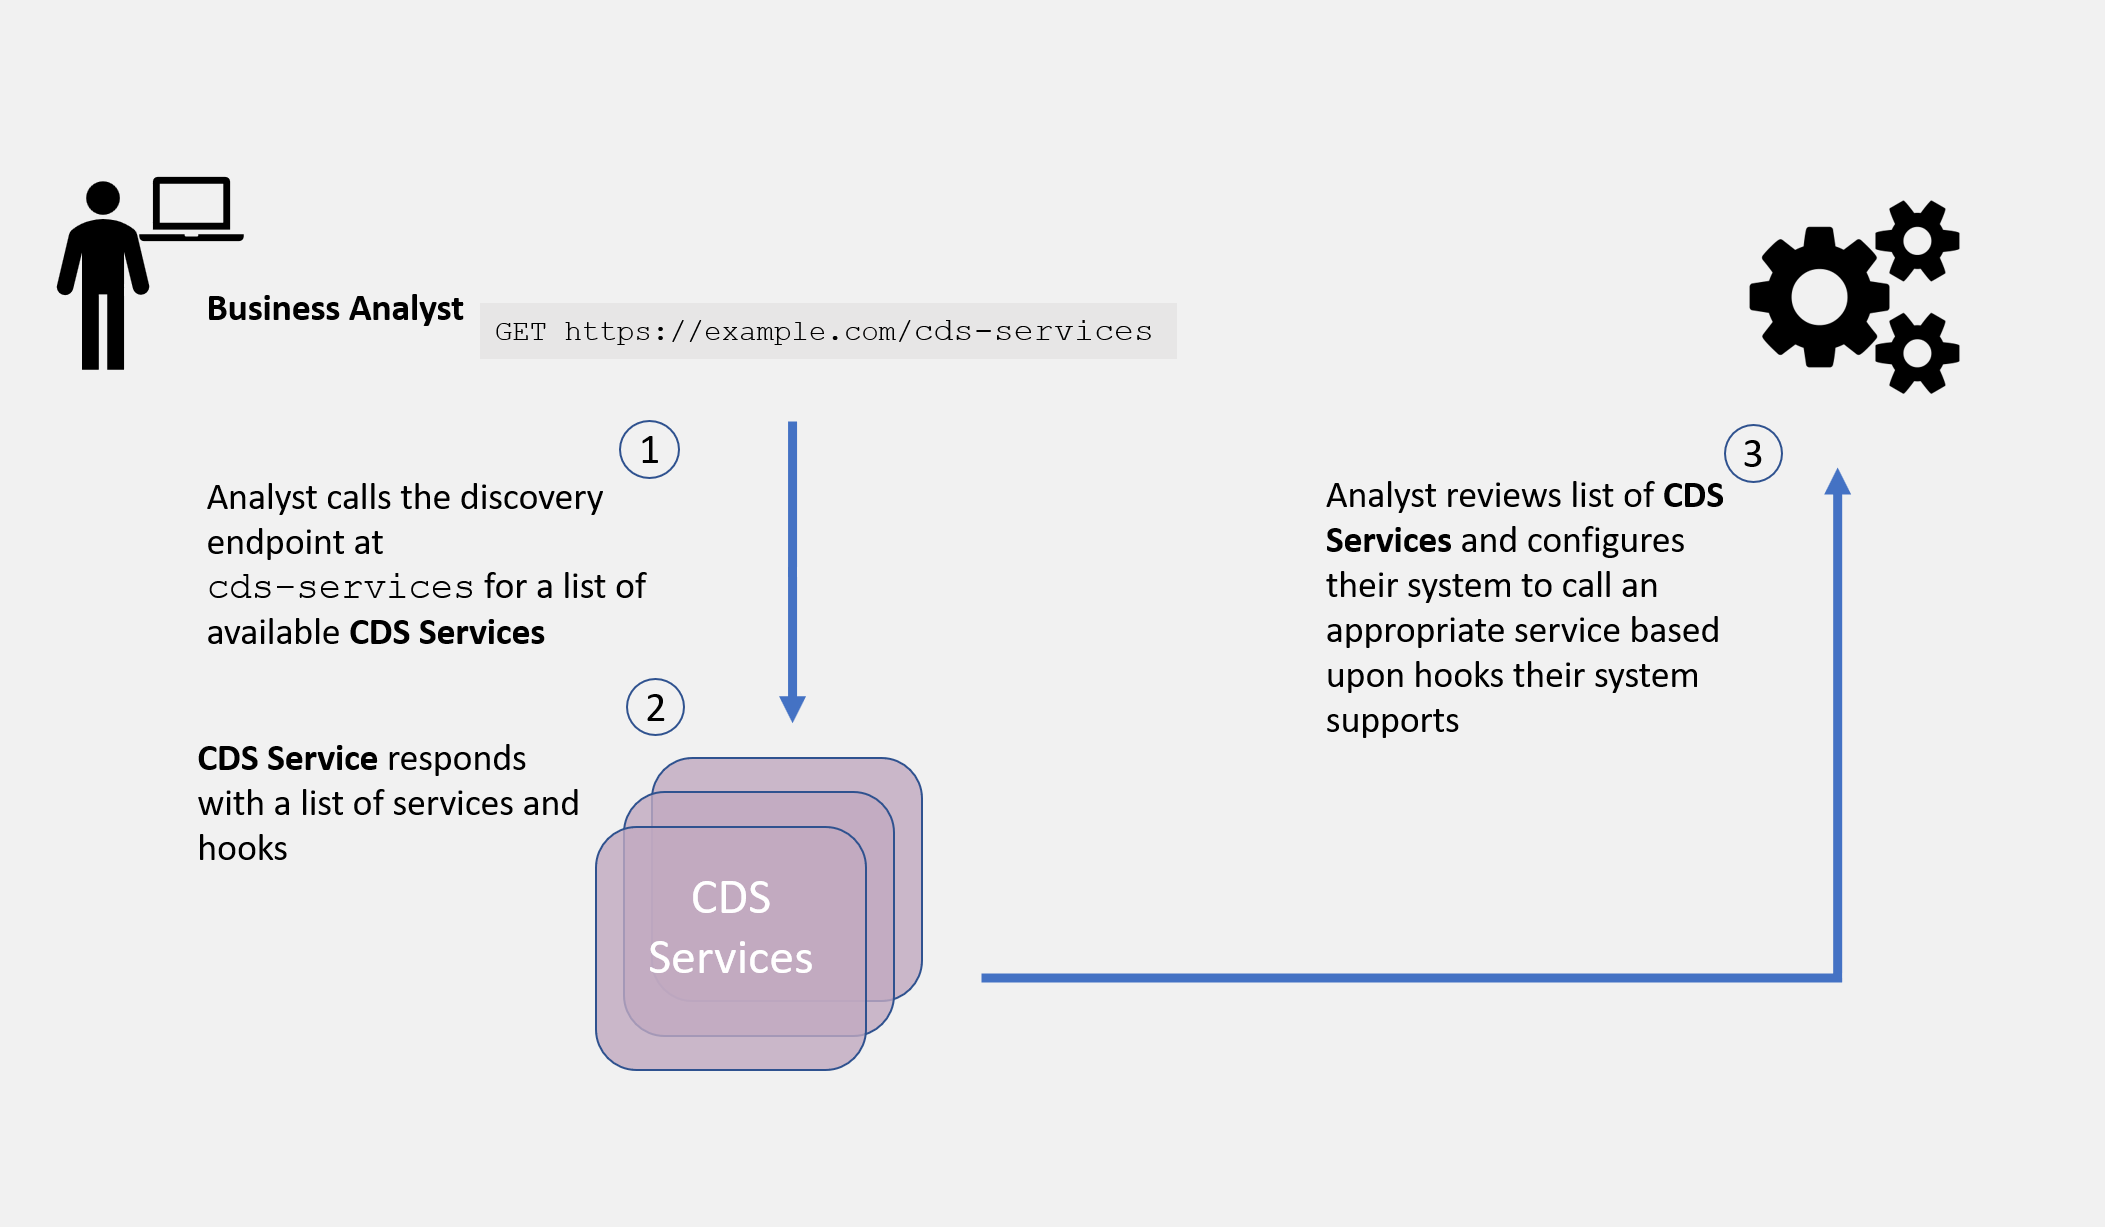 Business Analyst
GET https://example.com/cds-services
1
Analyst calls the discovery
endpoint at
cds-services for a list of
available CDS Services
2
CDS Service responds
with a list of services and
hooks
CDS
Services
3
Analyst reviews list of CDS
Services and configures
their system to call an
appropriate service based
upon hooks their system
supports